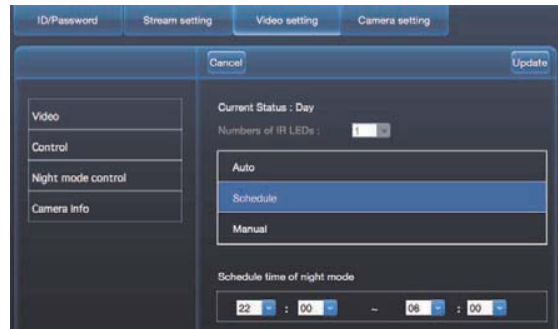 ID/Password Stream setting Video setting Camera setting
Cancel Update
Video
Control
Night mode control
Camera Info
Current Status : Day
Numbers of IR LEDs : 1
Auto
Schedule
Manual
Schedule time of night mode
22 : 00 ~ 06 : 00